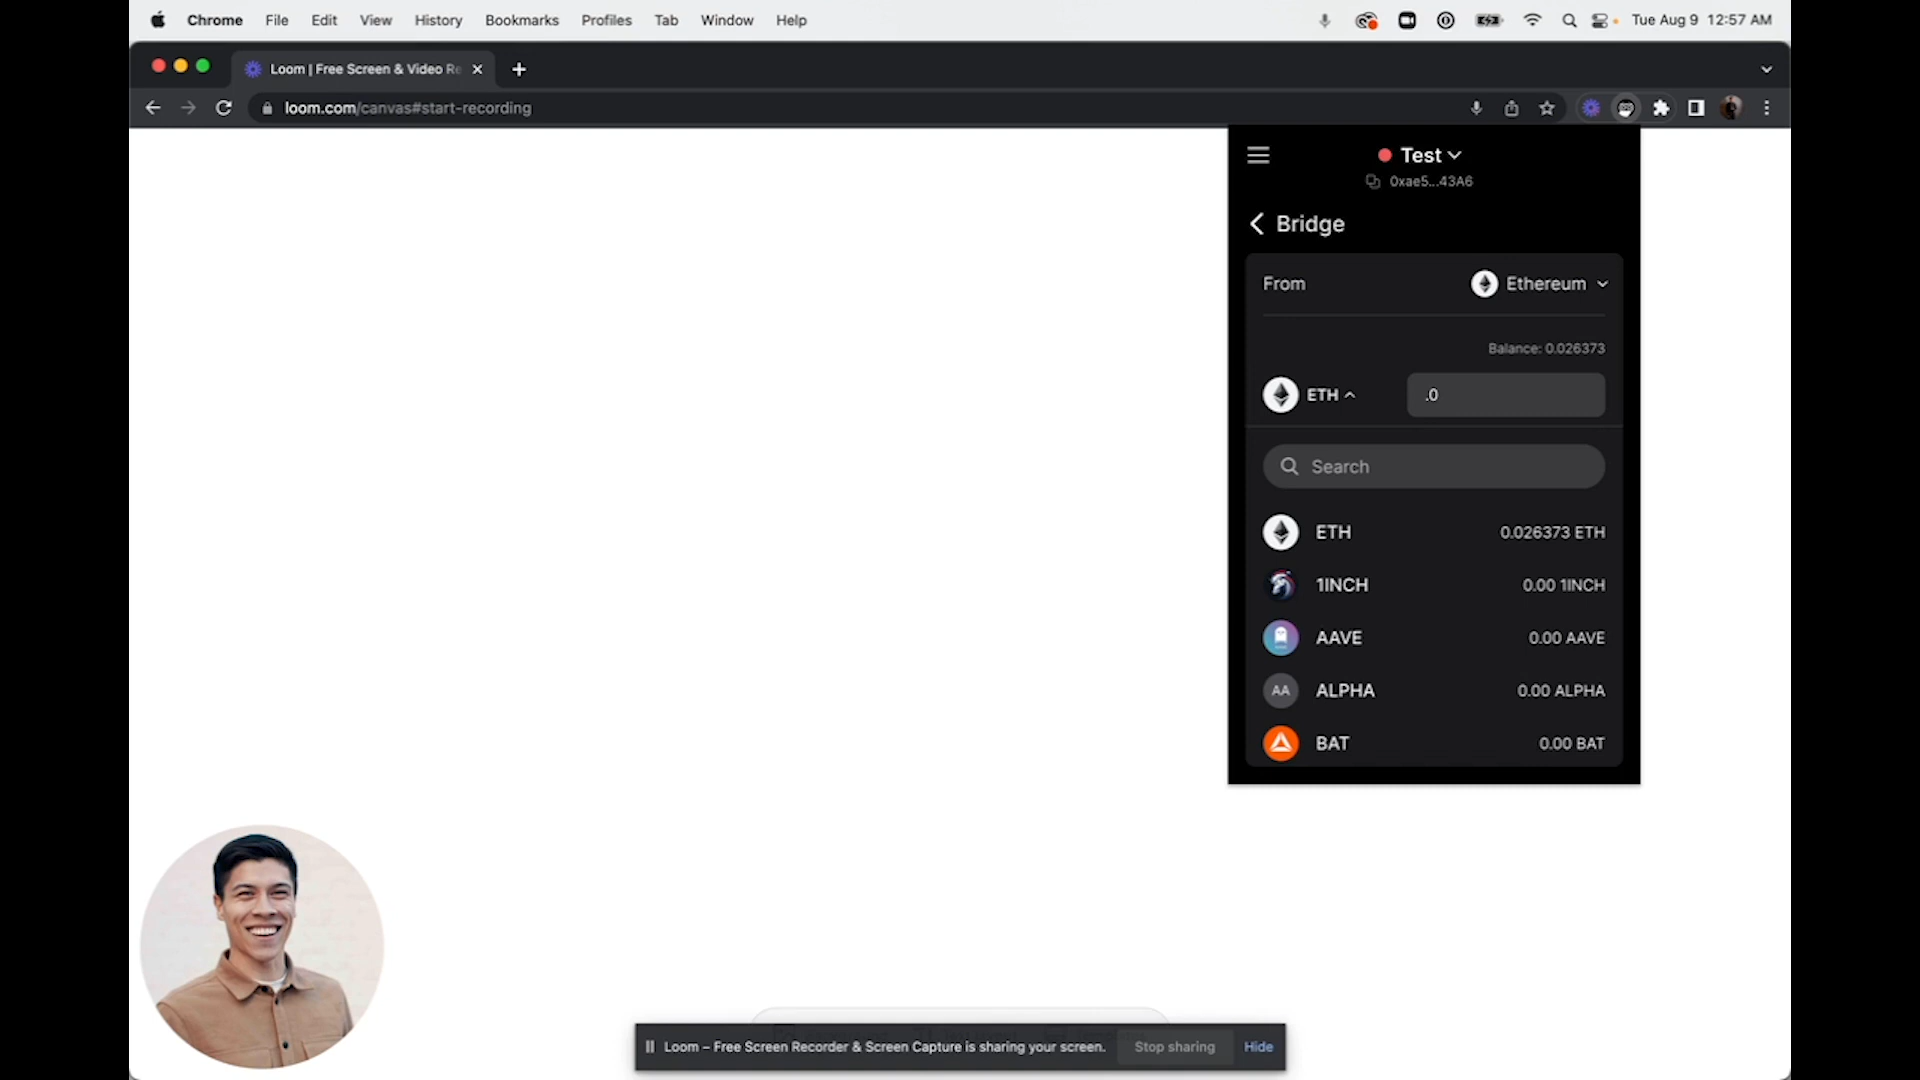 Chrome File Edit View History Bookmarks Profiles Tab Window Help Tue Aug 9 12:57 AM
Loom | Free Screen & Video Re
loom.com/canvas#start-recording
Test
0xae5...43A6
Bridge
From Ethereum
Balance: 0.026373
ETH .0
Search
ETH 0.026373 ETH
1INCH 0.00 1INCH
AAVE 0.00 AAVE
AA ALPHA 0.00 ALPHA
BAT 0.00 BAT
Loom – Free Screen Recorder & Screen Capture is sharing your screen. Stop sharing Hide